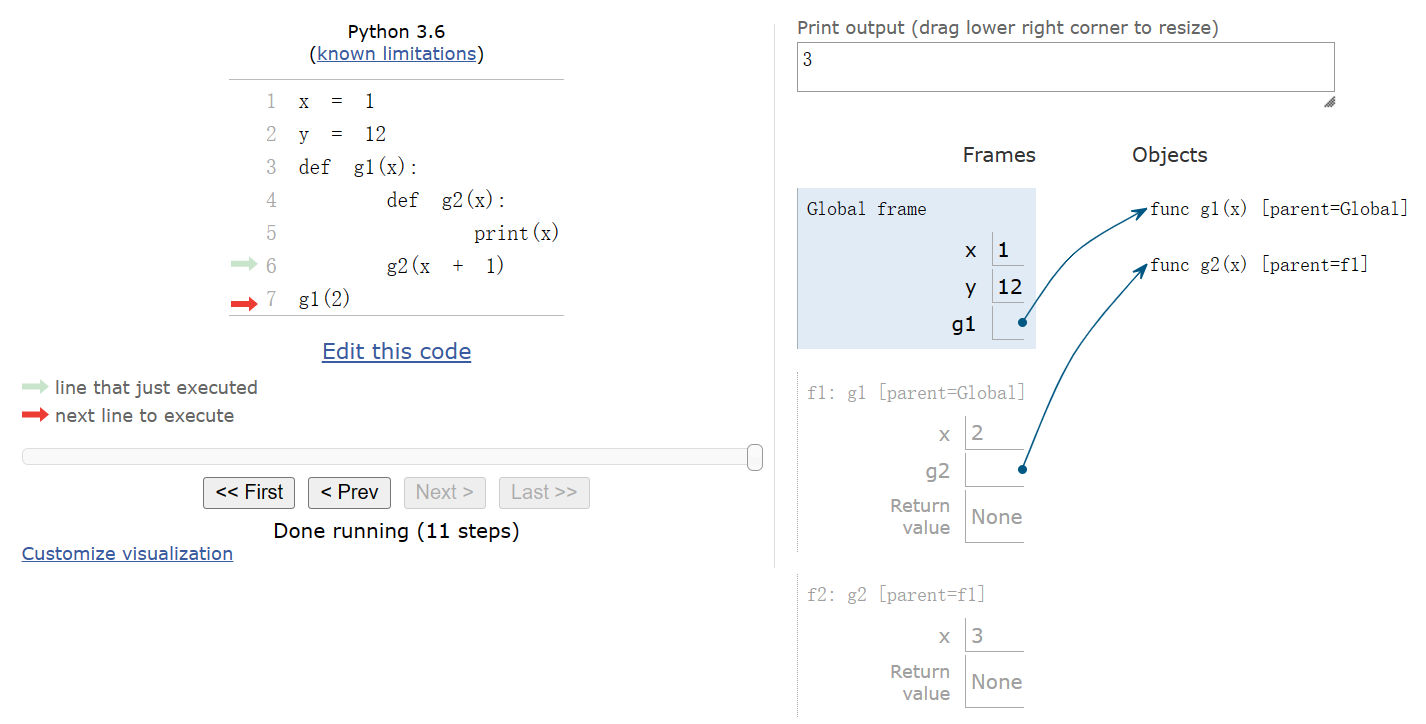 Python 3.6
(known limitations)
1 x = 1
2 y = 12
3 def g1(x):
4 def g2(x):
5 print(x)
6 g2(x + 1)
7 g1(2)
Edit this code
line that just executed
next line to execute
<< First < Prev Next > Last >>
Done running (11 steps)
Customize visualization
Print output (drag lower right corner to resize)
3
Frames Objects
Global frame
x 1
y 12
g1
func g1(x) [parent=Global]
func g2(x) [parent=f1]
f1: g1 [parent=Global]
x 2
g2
Return
value None
f2: g2 [parent=f1]
x 3
Return
value None